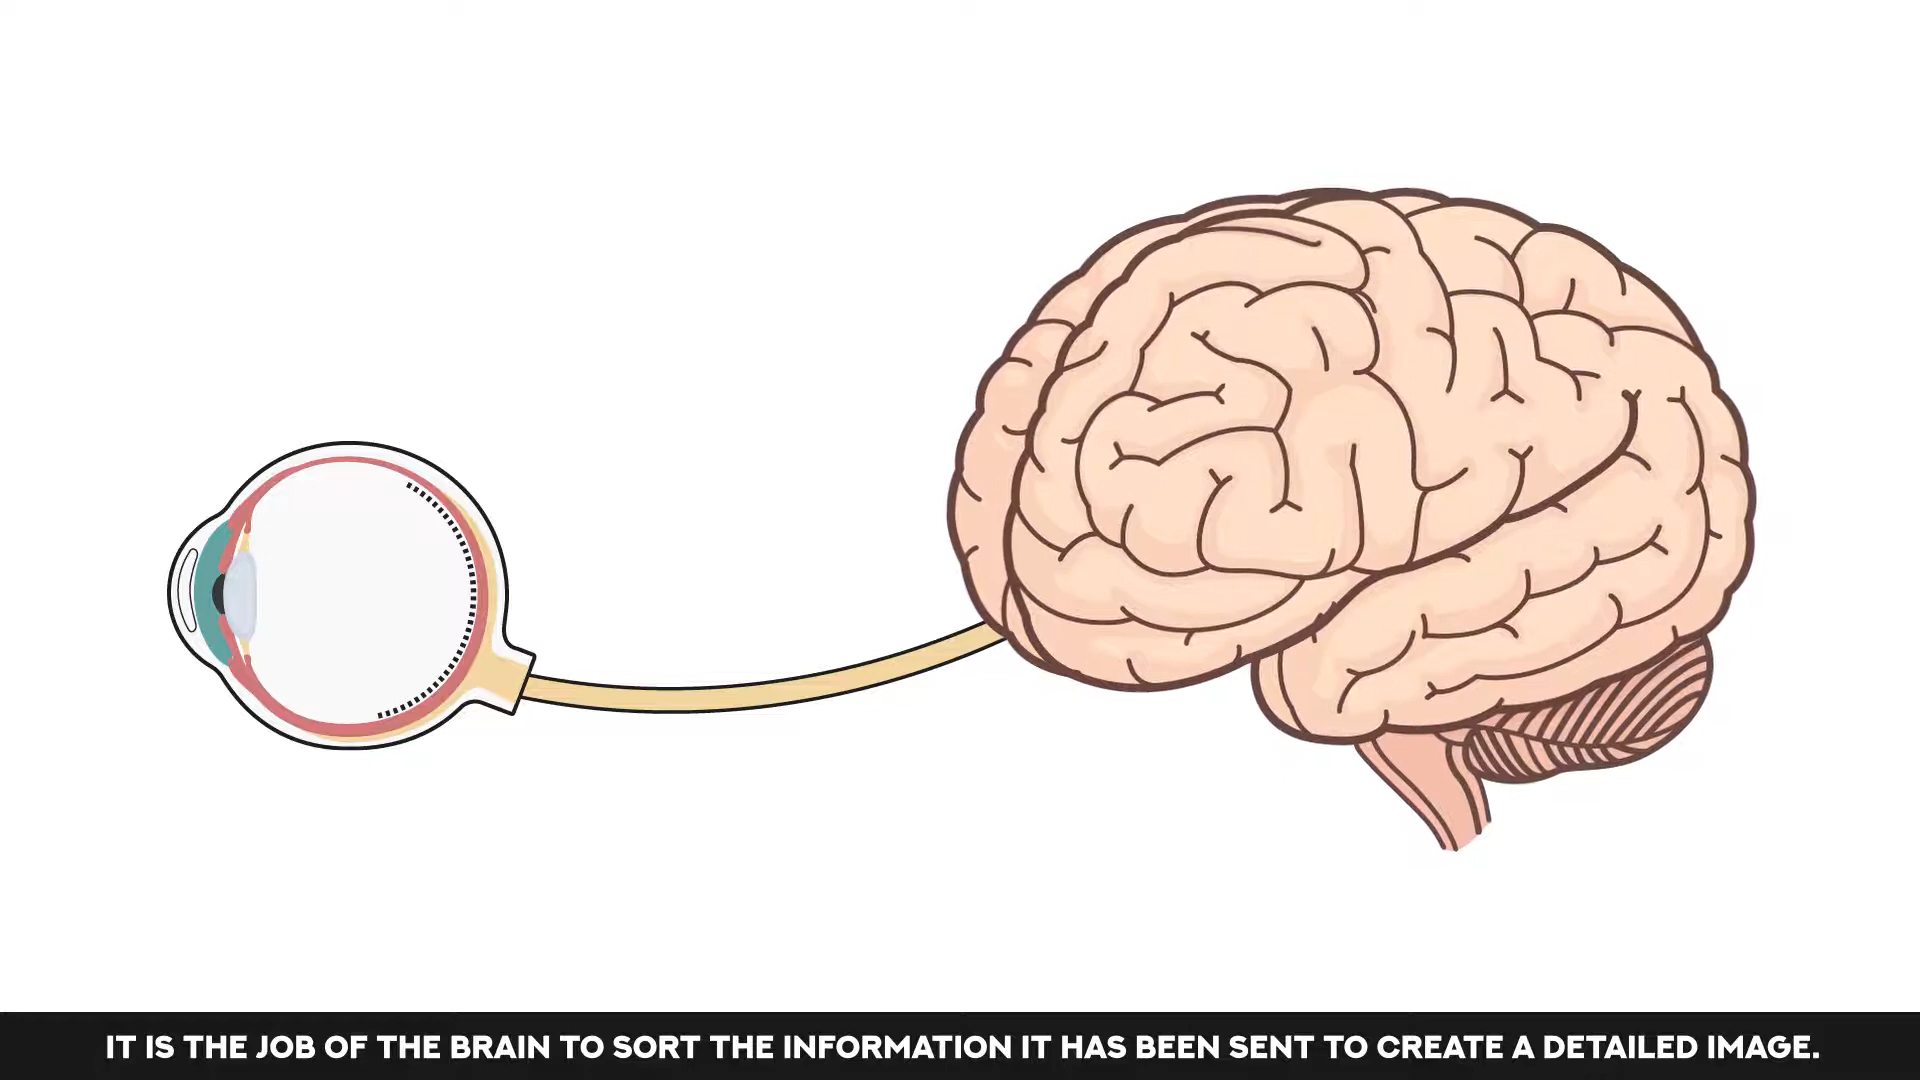 IT IS THE JOB OF THE BRAIN TO SORT THE INFORMATION IT HAS BEEN SENT TO CREATE A DETAILED IMAGE.